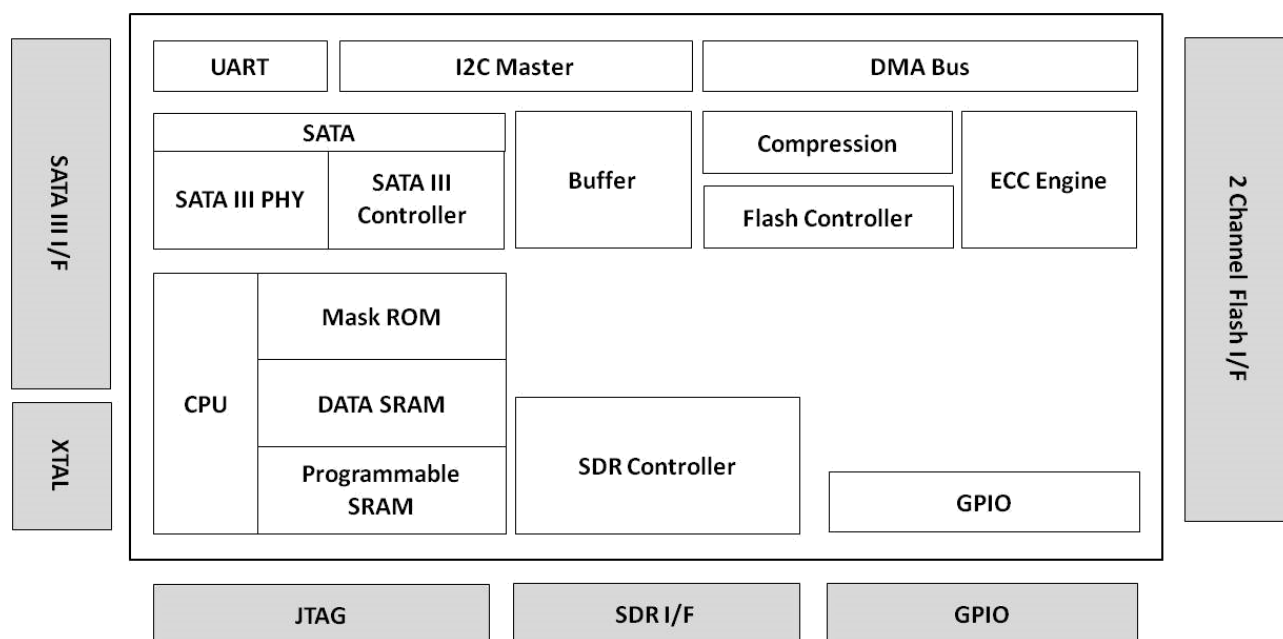 UART
I2C Master
DMA Bus
SATA III I/F
SATA
SATA III PHY
SATA III
Controller
Buffer
Compression
Flash Controller
ECC Engine
2 Channel Flash I/F
CPU
Mask ROM
DATA SRAM
Programmable
SRAM
SDR Controller
GPIO
XTAL
JTAG
SDR I/F
GPIO